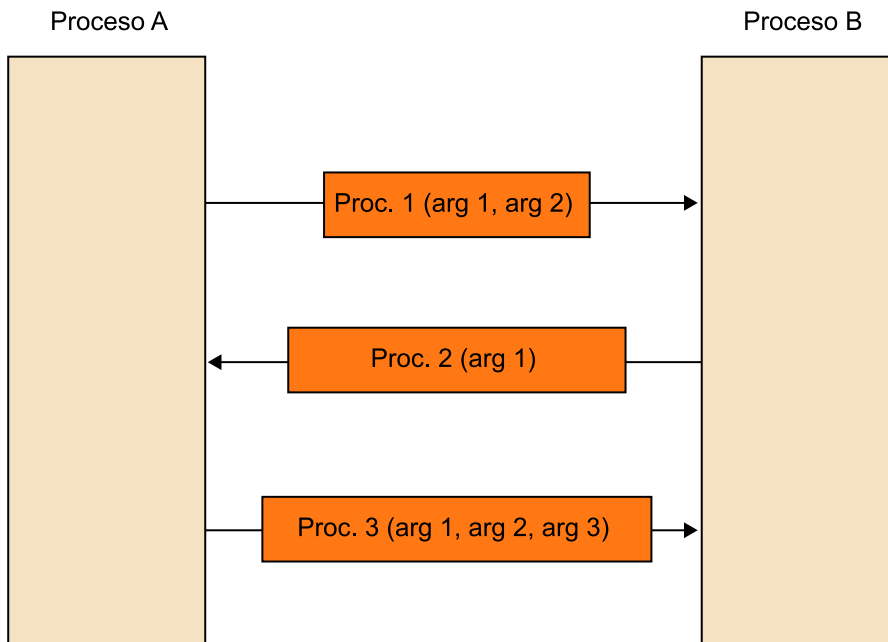 Proceso A
Proceso B
Proc. 1 (arg 1, arg 2)
Proc. 2 (arg 1)
Proc. 3 (arg 1, arg 2, arg 3)